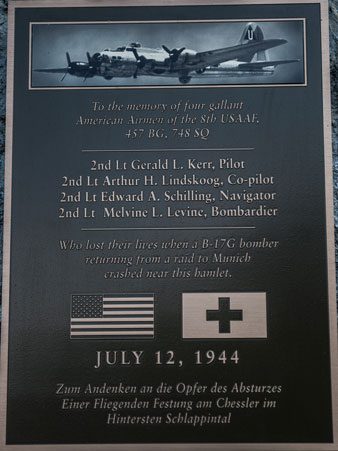 U
To the memory of four gallant
American Airmen of the 8th USAAF,
457 BG, 748 SQ
2nd Lt Gerald L. Kerr, Pilot
2nd Lt Arthur H. Lindskoog, Co-pilot
2nd Lt Edward A. Schilling, Navigator
2nd Lt Melvine L. Levine, Bombardier
Who lost their lives when a B-17G bomber
returning from a raid to Munich
crashed near this hamlet.
JULY 12, 1944
Zum Andenken an die Opfer des Absturzes
Einer Fliegenden Festung am Chessler im
Hintersten Schlappintal